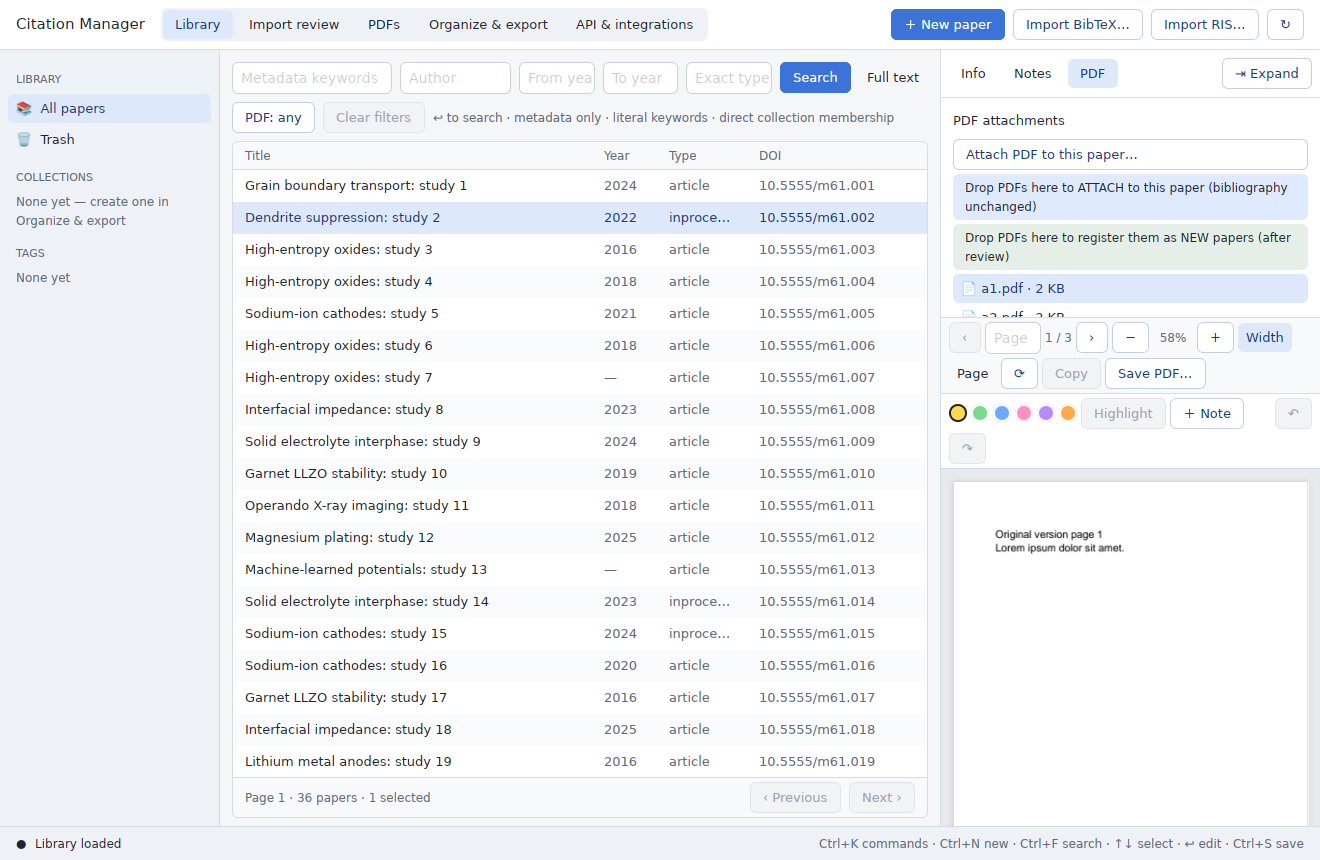 Citation Manager
Library
Import review
PDFs
Organize & export
API & integrations
+ New paper
Import BibTeX…
Import RIS…
↻
LIBRARY
📚 All papers
🗑️ Trash
COLLECTIONS
None yet — create one in
Organize & export
TAGS
None yet
Metadata keywords
Author
From yea
To year
Exact type
Search
Full text
PDF: any
Clear filters
↩ to search · metadata only · literal keywords · direct collection membership
Title Year Type DOI
Grain boundary transport: study 1 2024 article 10.5555/m61.001
Dendrite suppression: study 2 2022 inproce… 10.5555/m61.002
High-entropy oxides: study 3 2016 article 10.5555/m61.003
High-entropy oxides: study 4 2018 article 10.5555/m61.004
Sodium-ion cathodes: study 5 2021 article 10.5555/m61.005
High-entropy oxides: study 6 2018 article 10.5555/m61.006
High-entropy oxides: study 7 — article 10.5555/m61.007
Interfacial impedance: study 8 2023 article 10.5555/m61.008
Solid electrolyte interphase: study 9 2024 article 10.5555/m61.009
Garnet LLZO stability: study 10 2019 article 10.5555/m61.010
Operando X-ray imaging: study 11 2018 article 10.5555/m61.011
Magnesium plating: study 12 2025 article 10.5555/m61.012
Machine-learned potentials: study 13 — article 10.5555/m61.013
Solid electrolyte interphase: study 14 2023 inproce… 10.5555/m61.014
Sodium-ion cathodes: study 15 2024 inproce… 10.5555/m61.015
Sodium-ion cathodes: study 16 2020 article 10.5555/m61.016
Garnet LLZO stability: study 17 2016 article 10.5555/m61.017
Interfacial impedance: study 18 2025 article 10.5555/m61.018
Lithium metal anodes: study 19 2016 article 10.5555/m61.019
Page 1 · 36 papers · 1 selected
‹ Previous
Next ›
Info
Notes
PDF
⇥ Expand
PDF attachments
Attach PDF to this paper…
Drop PDFs here to ATTACH to this paper (bibliography
unchanged)
Drop PDFs here to register them as NEW papers (after
review)
📄 a1.pdf · 2 KB
📄 a2.pdf · 2 KB
‹ Page 1 / 3 › − 58% + Width
Page ⟳ Copy Save PDF…
Highlight + Note ↶
↷
Original version page 1
Lorem ipsum dolor sit amet.
● Library loaded
Ctrl+K commands · Ctrl+N new · Ctrl+F search · ↑↓ select · ↩ edit · Ctrl+S save